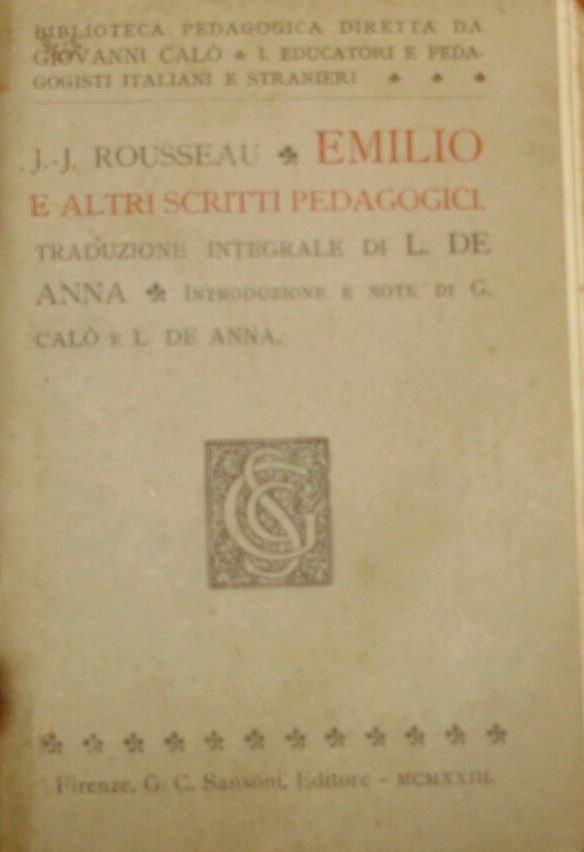 BIBLIOTECA PEDAGOGICA DIRETTA DA
GIOVANNI CALÒ I. EDUCATORI E PEDA-
GOGISTI ITALIANI E STRANIERI
J.-J. ROUSSEAU EMILIO
E ALTRI SCRITTI PEDAGOGICI.
TRADUZIONE INTEGRALE DI L. DE
ANNA INTRODUZIONE E NOTE DI G.
CALÒ E L. DE ANNA.
GCS
Firenze, G. C. Sansoni, Editore - MCMXXIII.